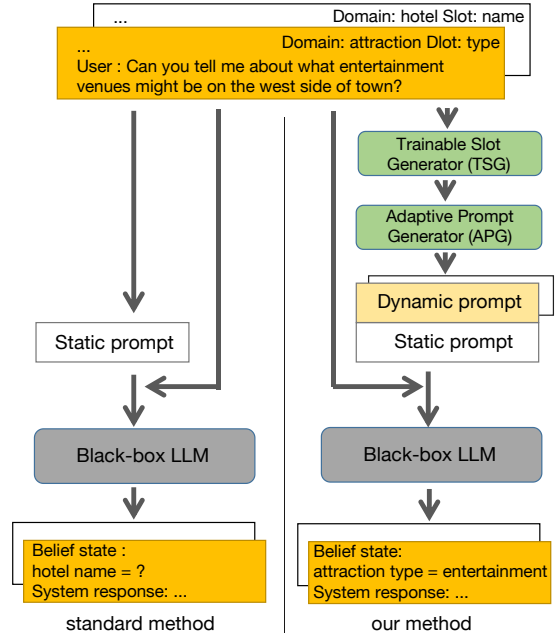 ... Domain: hotel Slot: name
... Domain: attraction Dlot: type
User : Can you tell me about what entertainment
venues might be on the west side of town?
Trainable Slot
Generator (TSG)
Adaptive Prompt
Generator (APG)
Dynamic prompt
Static prompt
Static prompt
Black-box LLM
Black-box LLM
Belief state :
hotel name = ?
System response: ...
Belief state:
attraction type = entertainment
System response: ...
standard method
our method